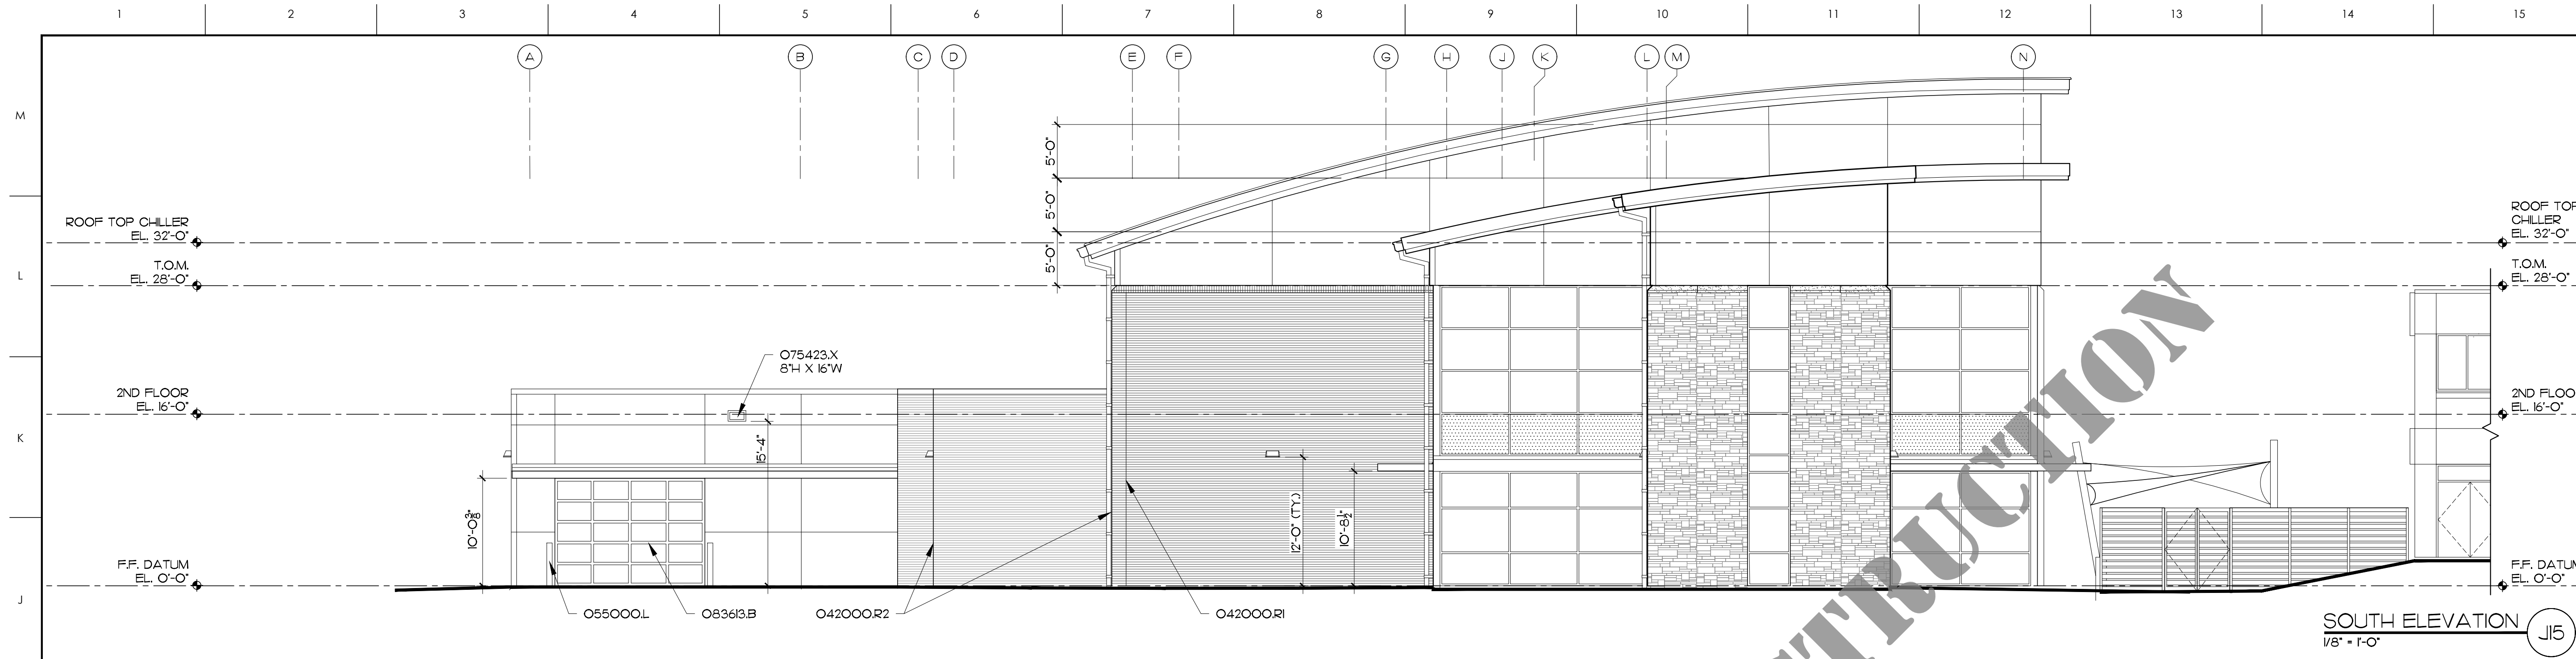 1 2 3 4 5 6 7 8 9 10 11 12 13 14 15
A B C D E F G H J K L M N
M
5'-0"
5'-0"
5'-0"
ROOF TOP CHILLER
EL. 32'-0"
ROOF TOP
CHILLER
EL. 32'-0"
L
T.O.M.
EL. 28'-0"
T.O.M.
EL. 28'-0"
075423.X
8"H X 16"W
2ND FLOOR
EL. 16'-0"
2ND FLOO
EL. 16'-0"
K
15'-4"
10'-0 3/8"
12'-0" (TY.)
10'-8 1/2"
F.F. DATUM
EL. 0'-0"
F.F. DATUM
EL. 0'-0"
J
055000.L
083613.B
042000.R2
042000.R1
SOUTH ELEVATION
J15
1/8" = 1'-0"
TRUCTION